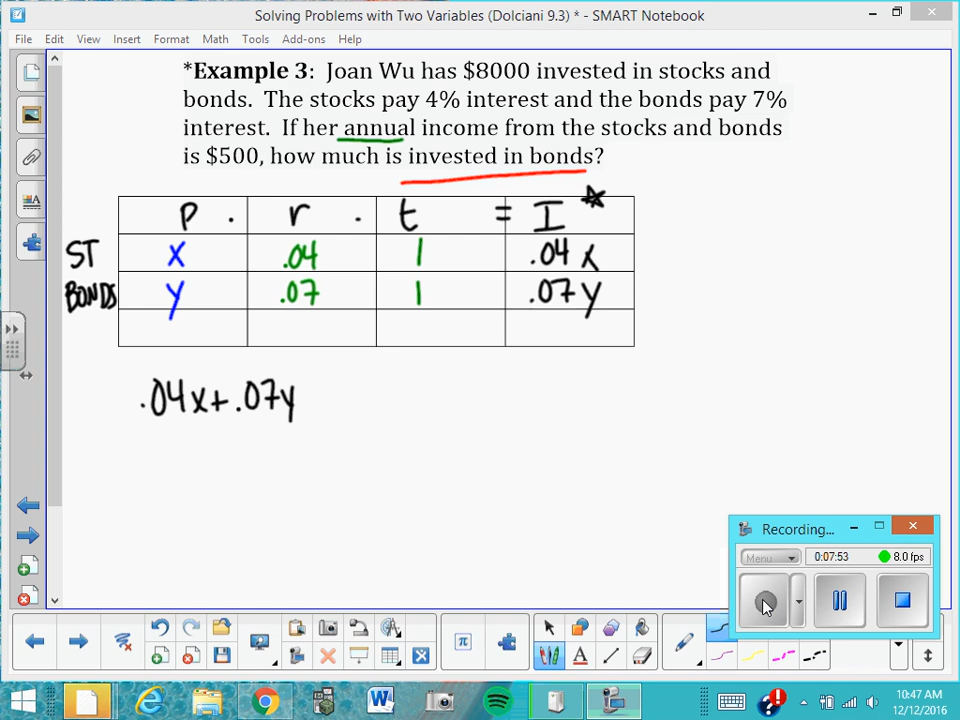 Solving Problems with Two Variables (Dolciani 9.3) * - SMART Notebook
File Edit View Insert Format Math Tools Add-ons Help
*Example 3: Joan Wu has $8000 invested in stocks and
bonds. The stocks pay 4% interest and the bonds pay 7%
interest. If her annual income from the stocks and bonds
is $500, how much is invested in bonds?
P · r · t = I *
ST x .04 1 .04x
BONDS y .07 1 .07y
.04x+.07y
Recording...
Menu 0:07:53 8.0 fps
10:47 AM
12/12/2016